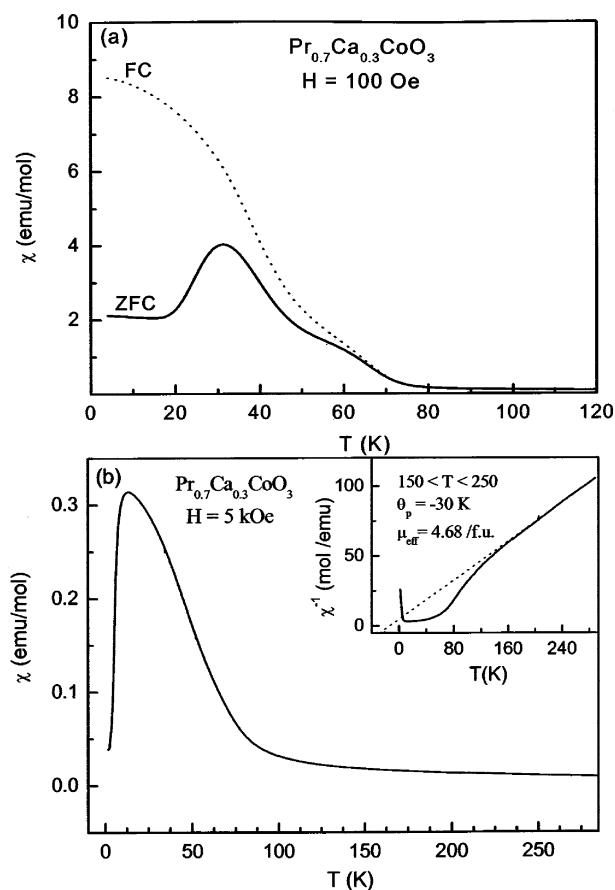 (a)
Pr0.7Ca0.3CoO3
H = 100 Oe
FC
ZFC
χ (emu/mol)
10
8
6
4
2
0 20 40 60 80 100 120
T (K)
(b)
Pr0.7Ca0.3CoO3
H = 5 kOe
χ (emu/mol)
0.3
0.2
0.1
0.0
0 50 100 150 200 250
T (K)
150 < T < 250
θp = -30 K
μeff = 4.68 /f.u.
χ-1 (mol /emu)
100
50
0
0 80 160 240
T(K)